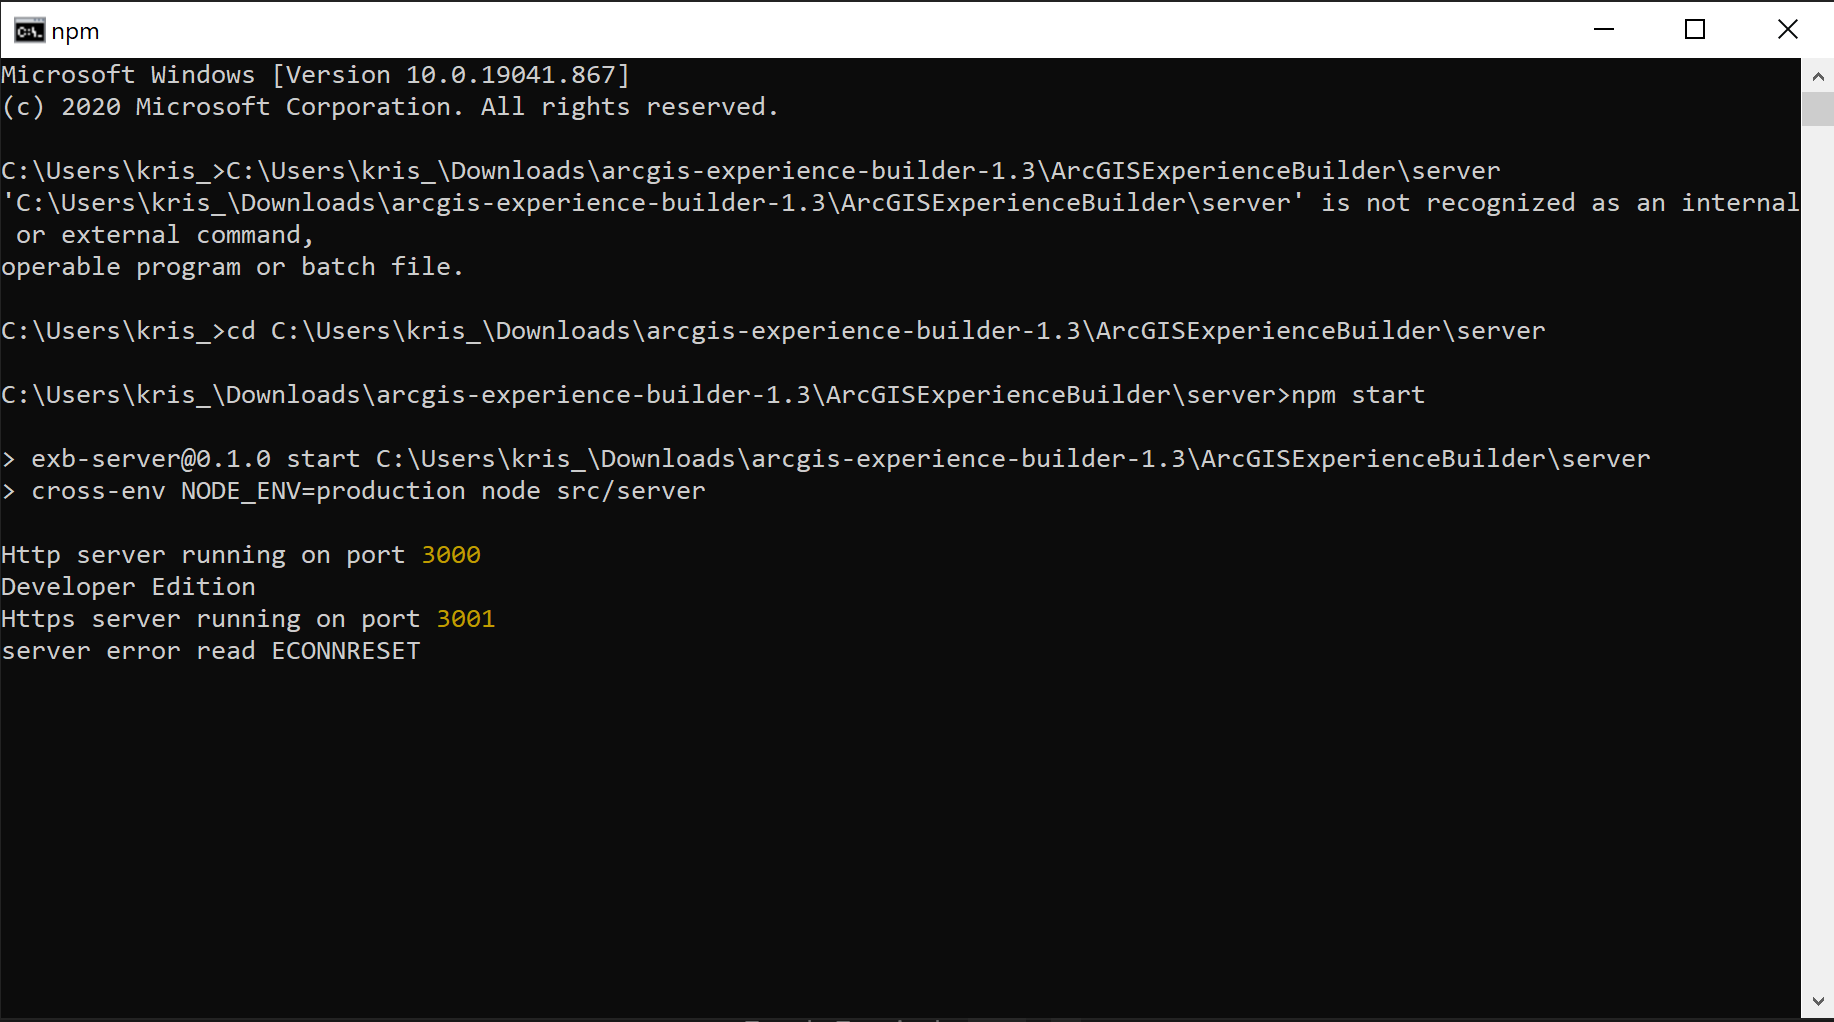 npm
Microsoft Windows [Version 10.0.19041.867]
(c) 2020 Microsoft Corporation. All rights reserved.
C:\Users\kris_>C:\Users\kris_\Downloads\arcgis-experience-builder-1.3\ArcGISExperienceBuilder\server
'C:\Users\kris_\Downloads\arcgis-experience-builder-1.3\ArcGISExperienceBuilder\server' is not recognized as an internal
 or external command,
operable program or batch file.
C:\Users\kris_>cd C:\Users\kris_\Downloads\arcgis-experience-builder-1.3\ArcGISExperienceBuilder\server
C:\Users\kris_\Downloads\arcgis-experience-builder-1.3\ArcGISExperienceBuilder\server>npm start
> exb-server@0.1.0 start C:\Users\kris_\Downloads\arcgis-experience-builder-1.3\ArcGISExperienceBuilder\server
> cross-env NODE_ENV=production node src/server
Http server running on port 3000
Developer Edition
Https server running on port 3001
server error read ECONNRESET